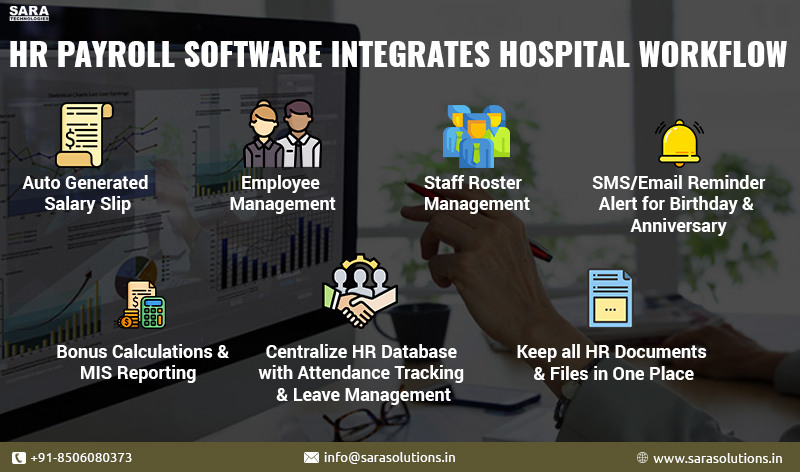 SARA
TECHNOLOGIES
HR PAYROLL SOFTWARE INTEGRATES HOSPITAL WORKFLOW
Auto Generated
Salary Slip
Employee
Management
Staff Roster
Management
SMS/Email Reminder
Alert for Birthday &
Anniversary
Bonus Calculations &
MIS Reporting
Centralize HR Database
with Attendance Tracking
& Leave Management
Keep all HR Documents
& Files in One Place
+91-8506080373
info@sarasolutions.in
www.sarasolutions.in